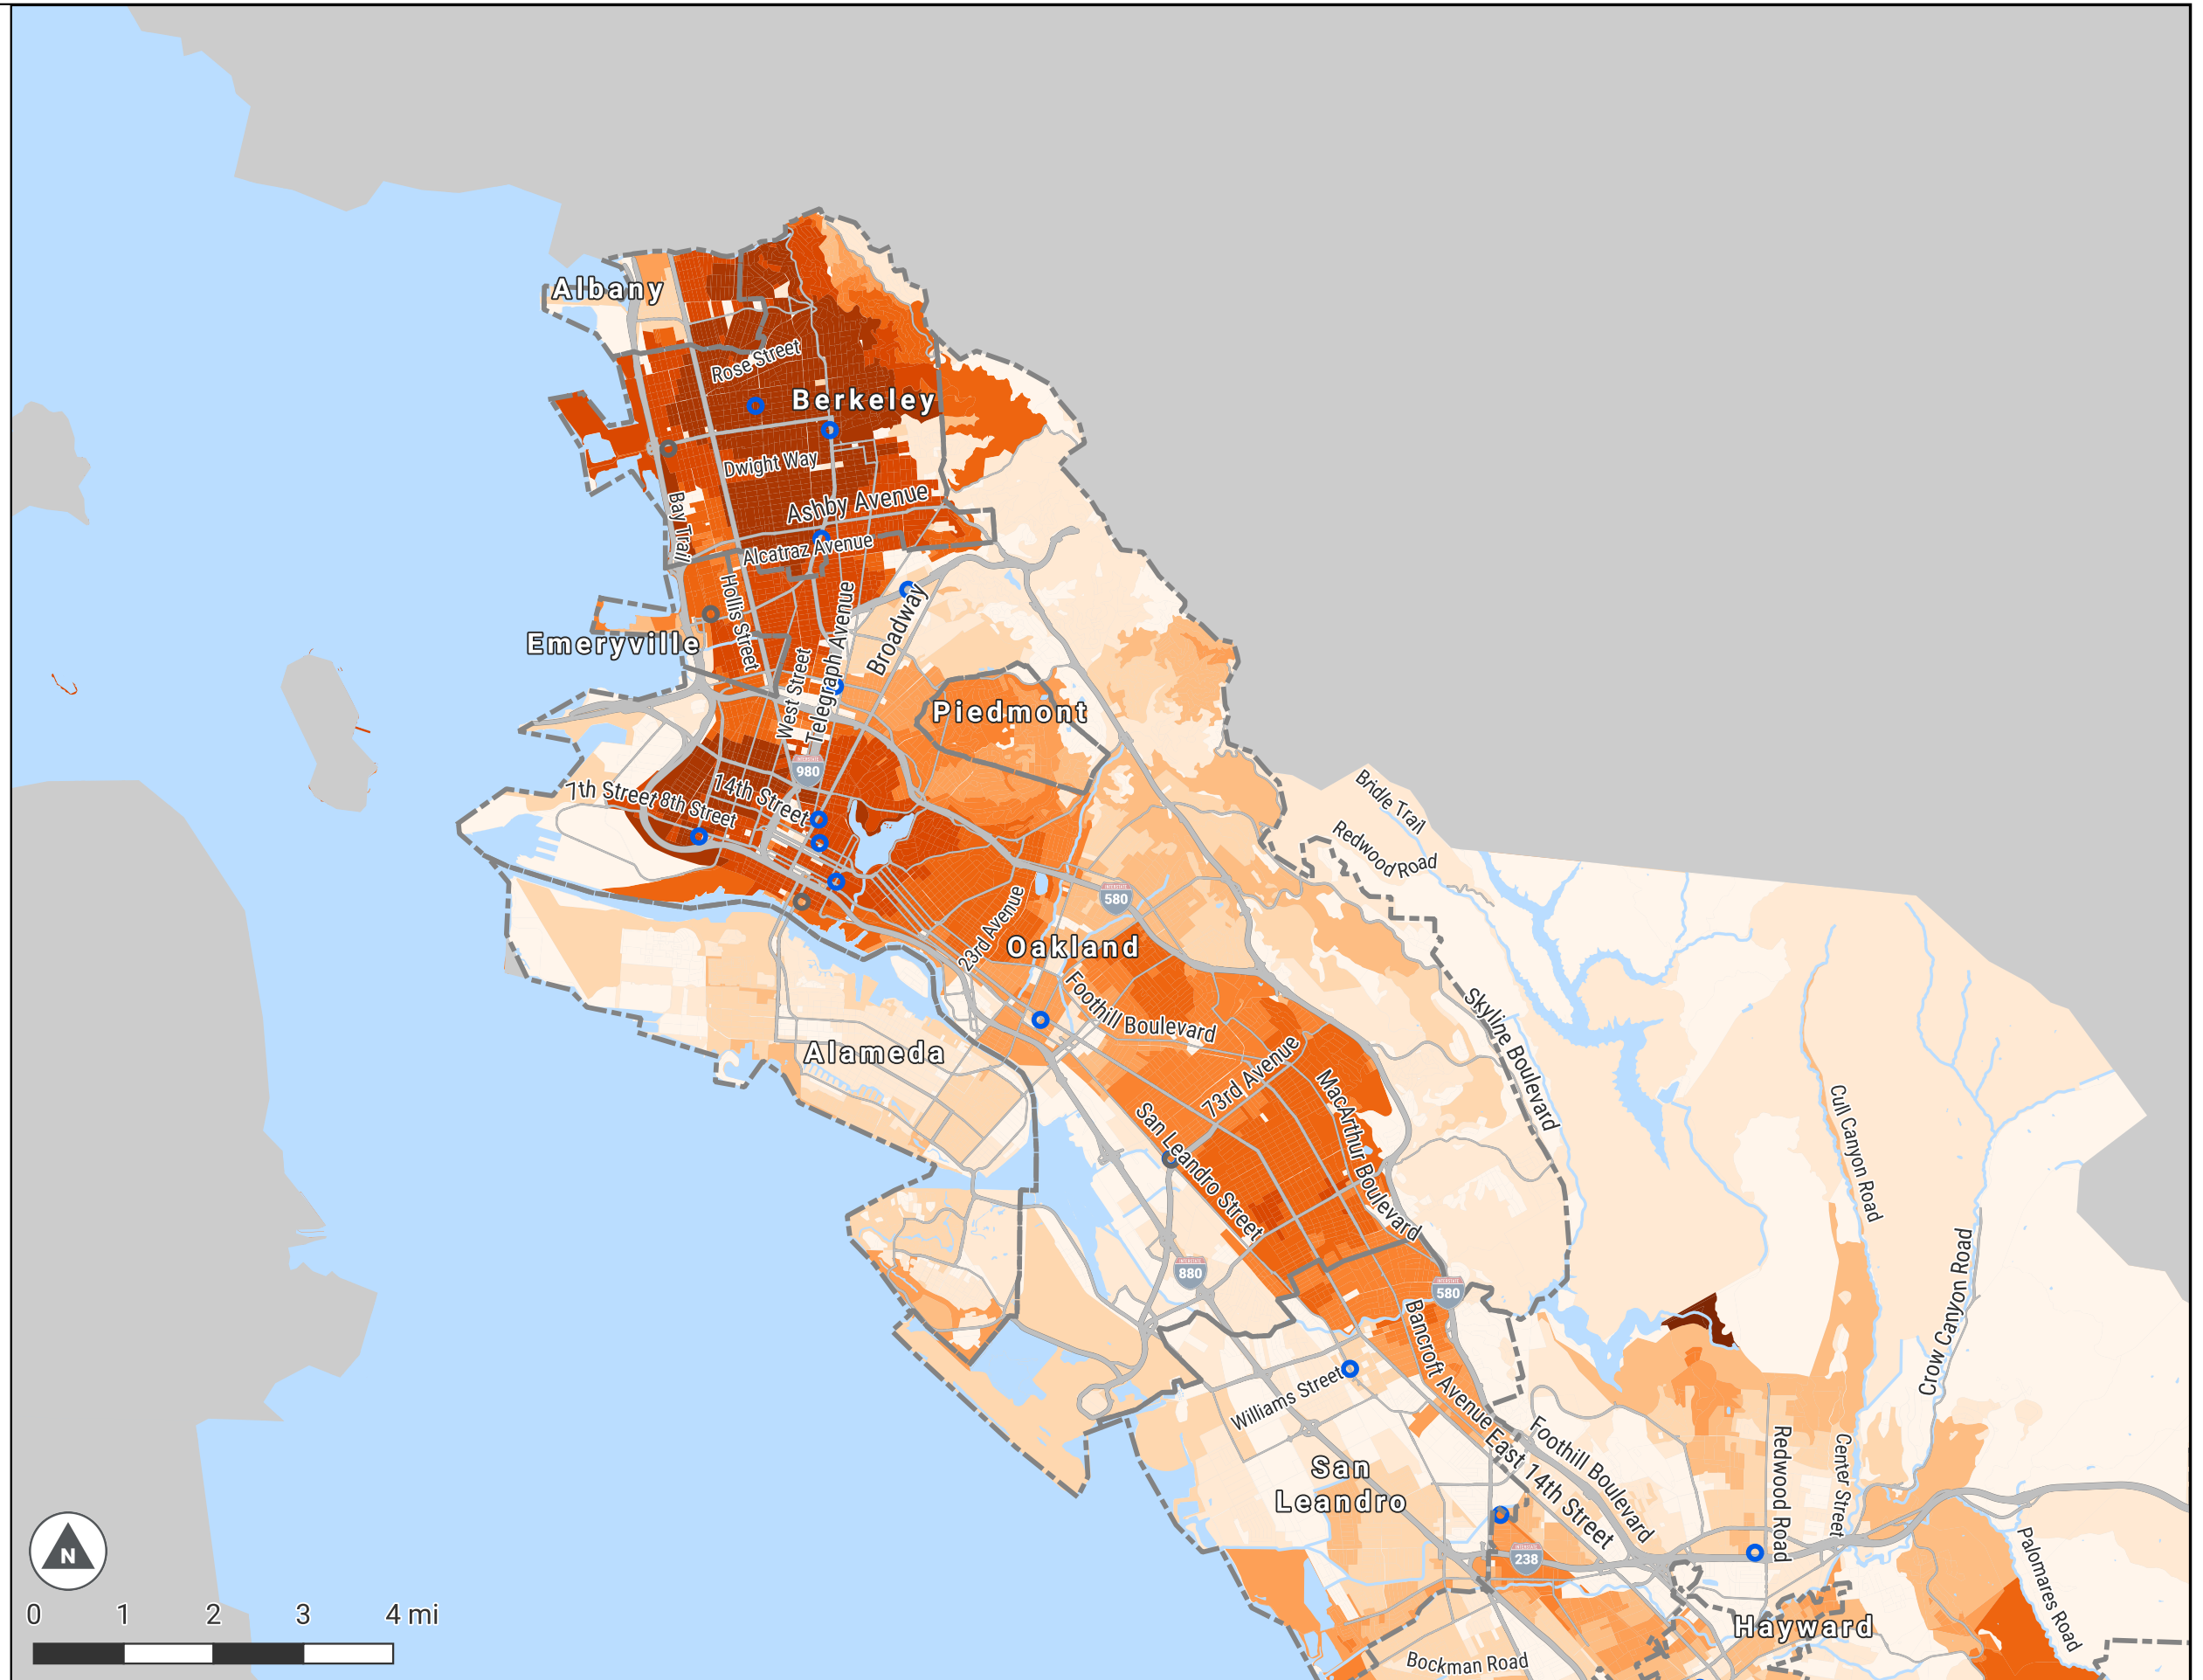 Albany
Rose Street
Berkeley
Dwight Way
Bay Trail
Ashby Avenue
Alcatraz Avenue
Hollis Street
Emeryville
West Street
Telegraph Avenue
Broadway
Piedmont
980
7th Street
8th Street
14th Street
Bridle Trail
Redwood Road
580
23rd Avenue
Oakland
Foothill Boulevard
Alameda
Skyline Boulevard
73rd Avenue
MacArthur Boulevard
San Leandro Street
Cull Canyon Road
880
580
Crow Canyon Road
Bancroft Avenue
Williams Street
East 14th Street
Foothill Boulevard
San
Leandro
Redwood Road
Center Street
238
Palomares Road
Hayward
Bockman Road
N
0 1 2 3 4 mi